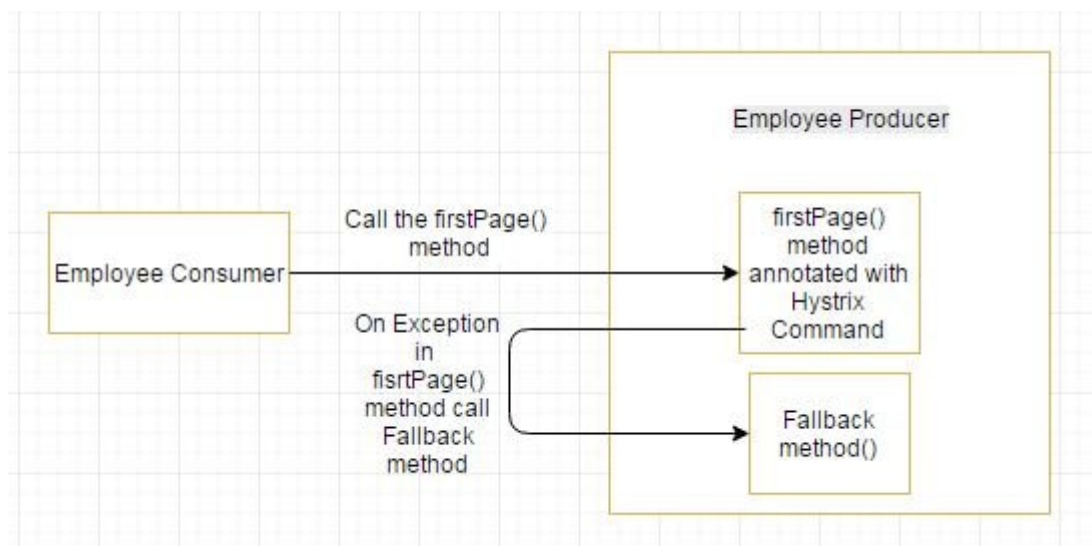 Employee Producer
Employee Consumer
Call the firstPage()
method
firstPage()
method
annotated with
Hystrix
Command
On Exception
in
fisrtPage()
method call
Fallback
method
Fallback
method()